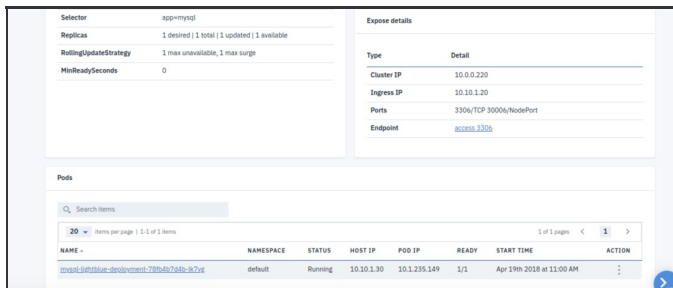 Selector app=mysql
Replicas 1 desired | 1 total | 1 updated | 1 available
RollingUpdateStrategy 1 max unavailable, 1 max surge
MinReadySeconds 0
Expose details
Type Detail
Cluster IP 10.0.0.220
Ingress IP 10.10.1.20
Ports 3306/TCP 30006/NodePort
Endpoint access 3306
Pods
Search items
20 items per page | 1-1 of 1 items 1 of 1 pages 1
NAME NAMESPACE STATUS HOST IP POD IP READY START TIME ACTION
mysql-lightblue-deployment-78fb4b7d4b-lk7vg default Running 10.10.1.30 10.1.235.149 1/1 Apr 19th 2018 at 11:00 AM